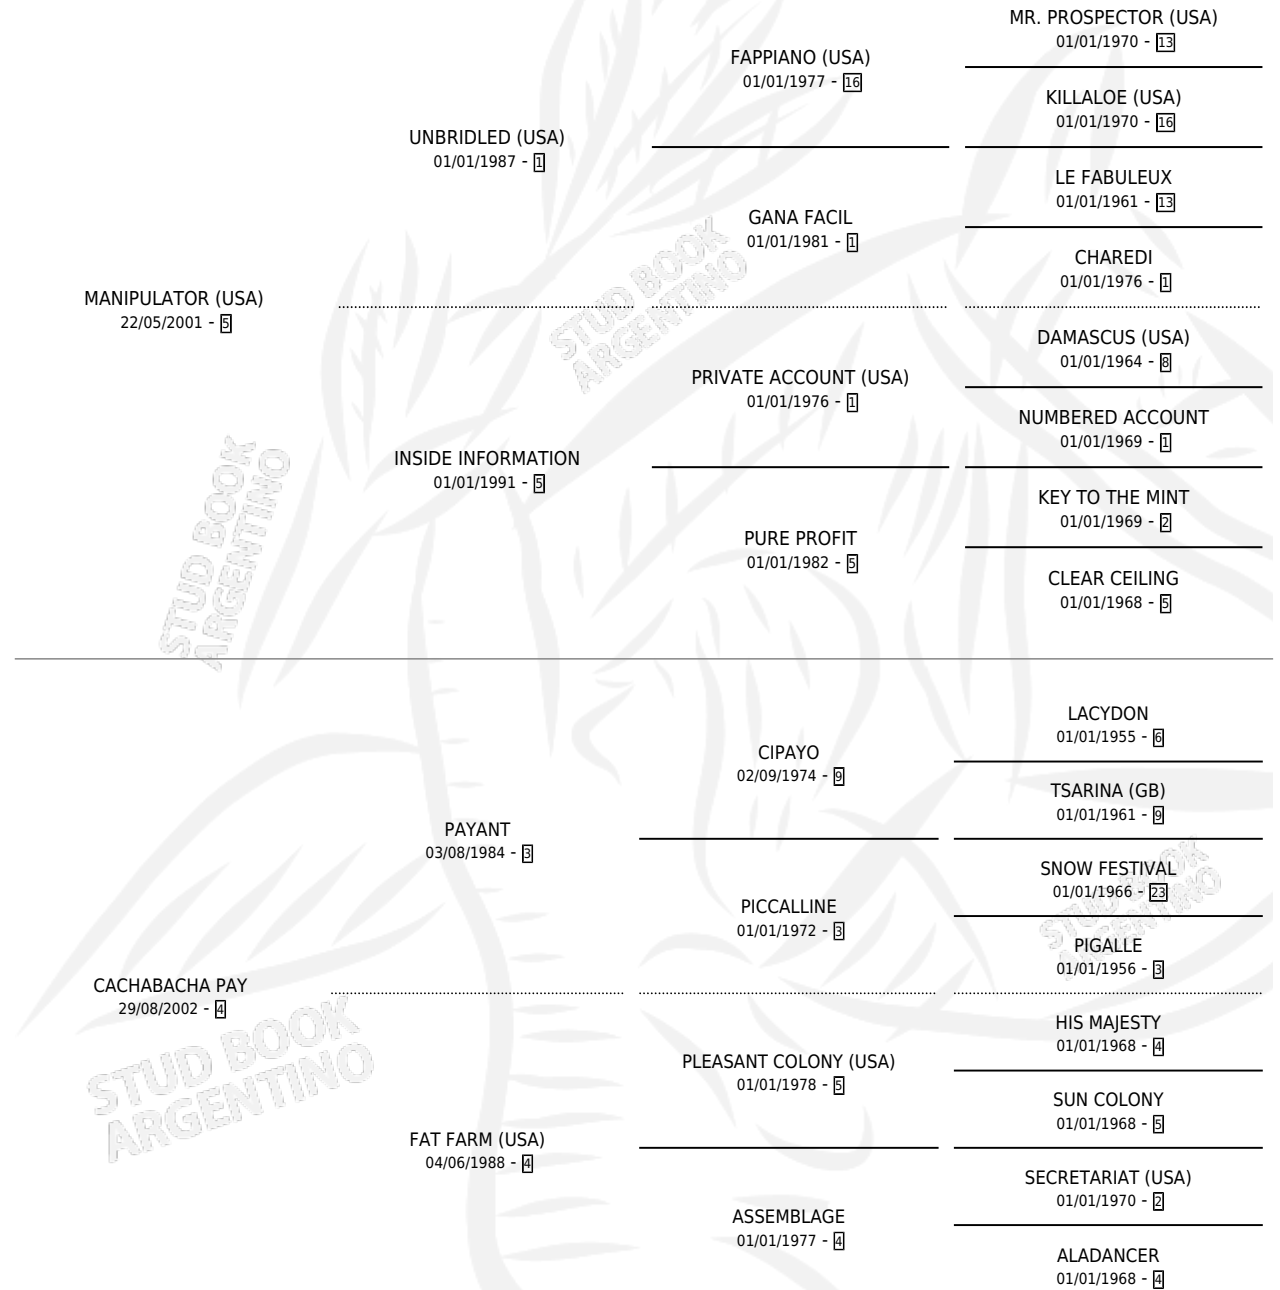 MR. PROSPECTOR (USA)
01/01/1970 - 13
FAPPIANO (USA)
01/01/1977 - 16
KILLALOE (USA)
01/01/1970 - 16
UNBRIDLED (USA)
01/01/1987 - 1
LE FABULEUX
01/01/1961 - 13
GANA FACIL
01/01/1981 - 1
CHAREDI
01/01/1976 - 1
MANIPULATOR (USA)
22/05/2001 - 5
DAMASCUS (USA)
01/01/1964 - 8
PRIVATE ACCOUNT (USA)
01/01/1976 - 1
NUMBERED ACCOUNT
01/01/1969 - 1
INSIDE INFORMATION
01/01/1991 - 5
KEY TO THE MINT
01/01/1969 - 2
PURE PROFIT
01/01/1982 - 5
CLEAR CEILING
01/01/1968 - 5
LACYDON
01/01/1955 - 6
CIPAYO
02/09/1974 - 9
TSARINA (GB)
01/01/1961 - 9
PAYANT
03/08/1984 - 3
SNOW FESTIVAL
01/01/1966 - 23
PICCALLINE
01/01/1972 - 3
PIGALLE
01/01/1956 - 3
CACHABACHA PAY
29/08/2002 - 4
HIS MAJESTY
01/01/1968 - 4
PLEASANT COLONY (USA)
01/01/1978 - 5
SUN COLONY
01/01/1968 - 5
FAT FARM (USA)
04/06/1988 - 4
SECRETARIAT (USA)
01/01/1970 - 2
ASSEMBLAGE
01/01/1977 - 4
ALADANCER
01/01/1968 - 4
STUD BOOK
ARGENTINO
STUD BOOK
ARGENTINO
STUD BOOK
ARGENTINO
STUD BOOK
ARGENTINO